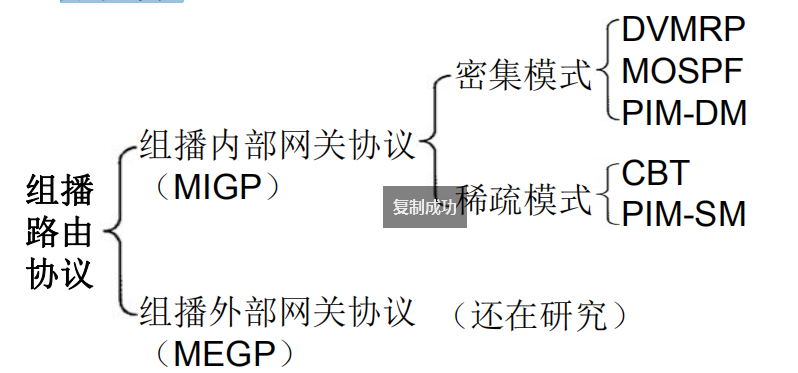 DVMRP
密集模式
MOSPF
PIM-DM
组播内部网关协议
（MIGP）
CBT
稀疏模式
PIM-SM
复制成功
组播
路由
协议
组播外部网关协议 （还在研究）
（MEGP）